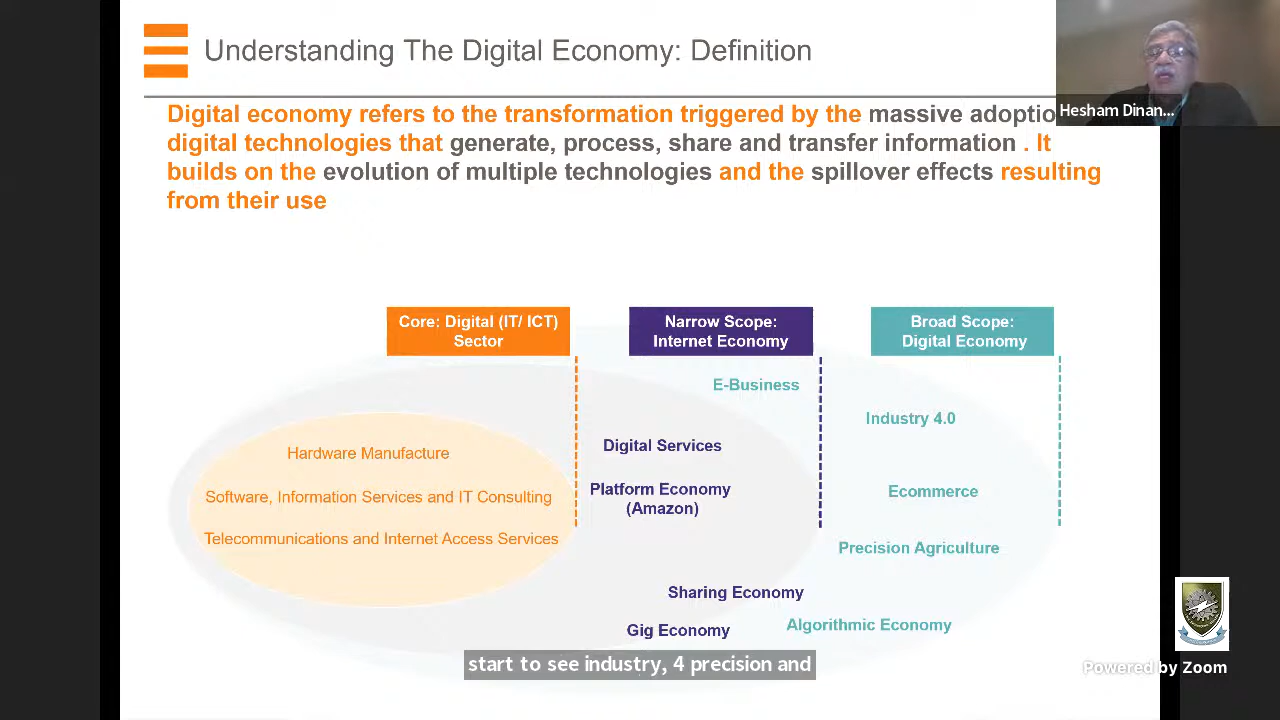 Understanding The Digital Economy: Definition
Hesham Dinan...
Digital economy refers to the transformation triggered by the massive adoptio
digital technologies that generate, process, share and transfer information . It
builds on the evolution of multiple technologies and the spillover effects resulting
from their use
Core: Digital (IT/ ICT)
Sector
Narrow Scope:
Internet Economy
Broad Scope:
Digital Economy
E-Business
Industry 4.0
Hardware Manufacture
Digital Services
Software, Information Services and IT Consulting
Platform Economy
(Amazon)
Ecommerce
Telecommunications and Internet Access Services
Precision Agriculture
Sharing Economy
Gig Economy
Algorithmic Economy
start to see industry, 4 precision and
Powered by Zoom